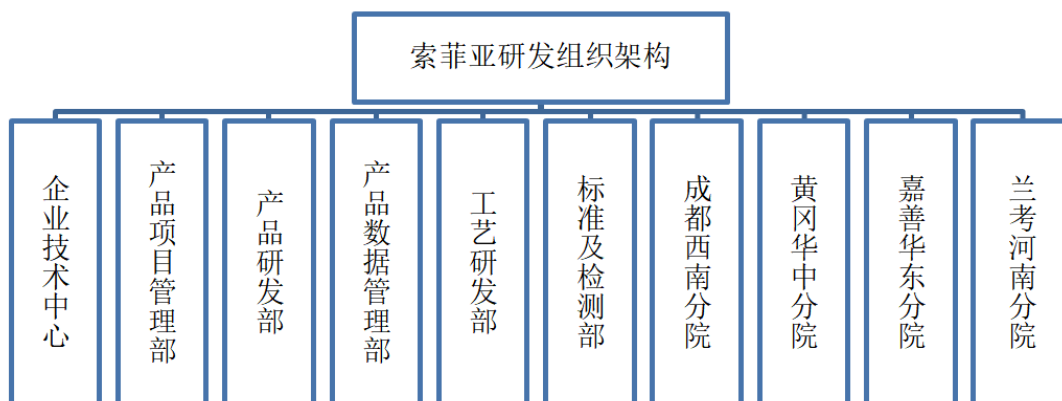 索菲亚研发组织架构
企业技术中心
产品项目管理部
产品研发部
产品数据管理部
工艺研发部
标准及检测部
成都西南分院
黄冈华中分院
嘉善华东分院
兰考河南分院